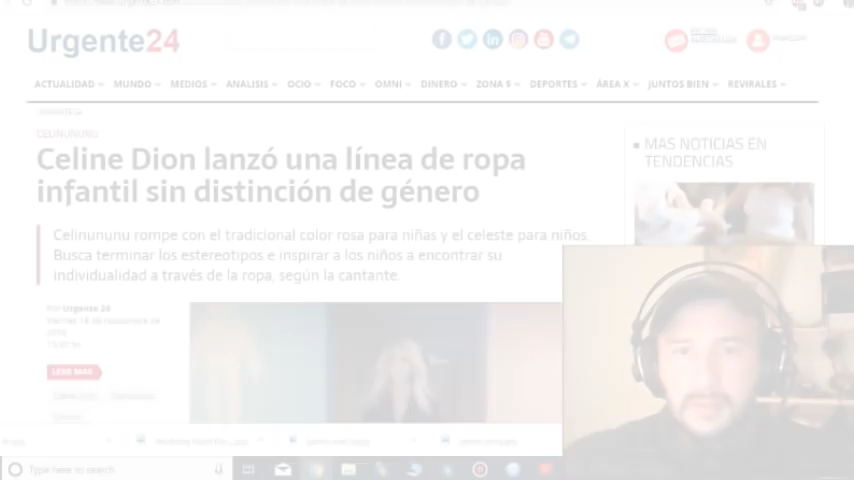 Urgente24
ACTUALIDAD MUNDO MEDIOS ANALISIS OCIO FOCO OMNI DINERO ZONA $ DEPORTES ÁREA X JUNTOS BIEN REVIRALES
CELINUNUNU
Celine Dion lanzó una línea de ropa
infantil sin distinción de género
Celinununu rompe con el tradicional color rosa para niñas y el celeste para niños.
Busca terminar los estereotipos e inspirar a los niños a encontrar su
individualidad a través de la ropa, según la cantante.
Por Urgente 24
LEER MÁS
MAS NOTICIAS EN
TENDENCIAS
Type here to search